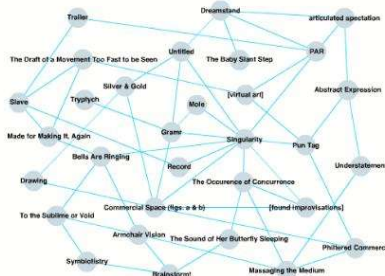 Dreamstand
Trailer
articulated apectation
Untitled
PAR
The Draft of a Movement Too Fast to be Seen
The Baby Slant Step
Silver & Gold
Tryptych
[virtual art]
Abstract Expression
Slave
Mole
Gramr
Made for Making It, Again
Singularity
Pun Tag
Bells Are Ringing
Record
Understatement
Drawing
The Occurence of Concurrence
Commercial Space (figs. a & b)
[found improvisations]
To the Sublime or Void
Armchair Vision
The Sound of Her Butterfly Sleeping
Symbiotistry
Brainstorm!
Massaging the Medium